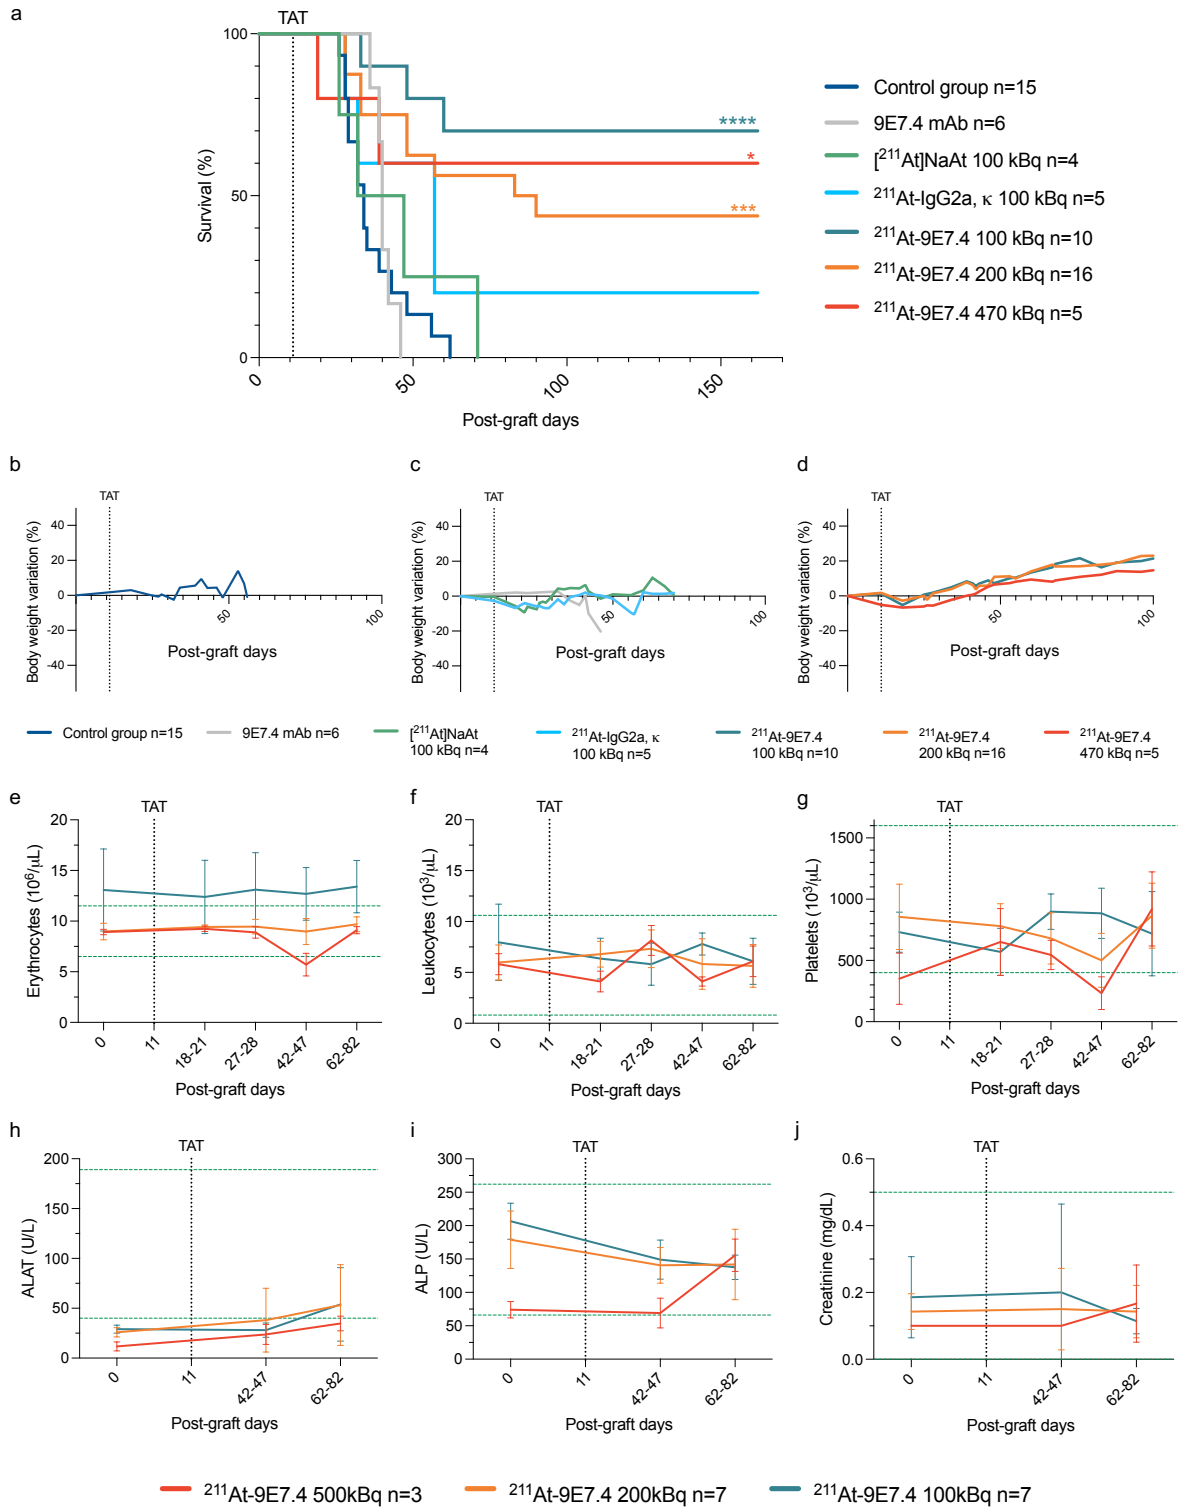 a
TAT
100
50
0
Survival (%)
0
50
100
150
Post-graft days
****
*
***
Control group n=15
9E7.4 mAb n=6
[²¹¹At]NaAt 100 kBq n=4
²¹¹At-IgG2a, κ 100 kBq n=5
²¹¹At-9E7.4 100 kBq n=10
²¹¹At-9E7.4 200 kBq n=16
²¹¹At-9E7.4 470 kBq n=5
b
TAT
40
20
0
-20
-40
Body weight variation (%)
50
100
Post-graft days
c
TAT
40
20
0
-20
-40
Body weight variation (%)
50
100
Post-graft days
d
TAT
40
20
0
-20
-40
Body weight variation (%)
50
100
Post-graft days
Control group n=15
9E7.4 mAb n=6
[²¹¹At]NaAt
100 kBq n=4
²¹¹At-IgG2a, κ
100 kBq n=5
²¹¹At-9E7.4
100 kBq n=10
²¹¹At-9E7.4
200 kBq n=16
²¹¹At-9E7.4
470 kBq n=5
e
TAT
20
15
10
5
0
Erythrocytes (10⁶/μL)
0
11
18-21
27-28
42-47
62-82
Post-graft days
f
TAT
20
15
10
5
0
Leukocytes (10³/μL)
0
11
18-21
27-28
42-47
62-82
Post-graft days
g
TAT
1500
1000
500
0
Platelets (10³/μL)
0
11
18-21
27-28
42-47
62-82
Post-graft days
h
TAT
200
150
100
50
0
ALAT (U/L)
0
11
42-47
62-82
Post-graft days
i
TAT
300
250
200
150
100
50
0
ALP (U/L)
0
11
42-47
62-82
Post-graft days
j
TAT
0.6
0.4
0.2
0.0
Creatinine (mg/dL)
0
11
42-47
62-82
Post-graft days
²¹¹At-9E7.4 500kBq n=3
²¹¹At-9E7.4 200kBq n=7
²¹¹At-9E7.4 100kBq n=7